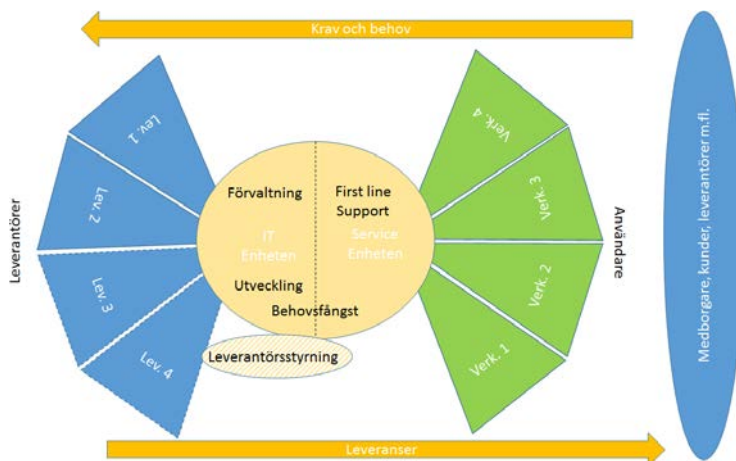 Krav och behov
Lev. 1
Lev. 2
Lev. 3
Lev. 4
Leverantörer
Förvaltning
First line
Support
IT
Enheten
Service
Enheten
Utveckling
Behovsfångst
Leverantörsstyrning
Verk. 4
Verk. 3
Verk. 2
Verk. 1
Användare
Medborgare, kunder, leverantörer m.fl.
Leveranser